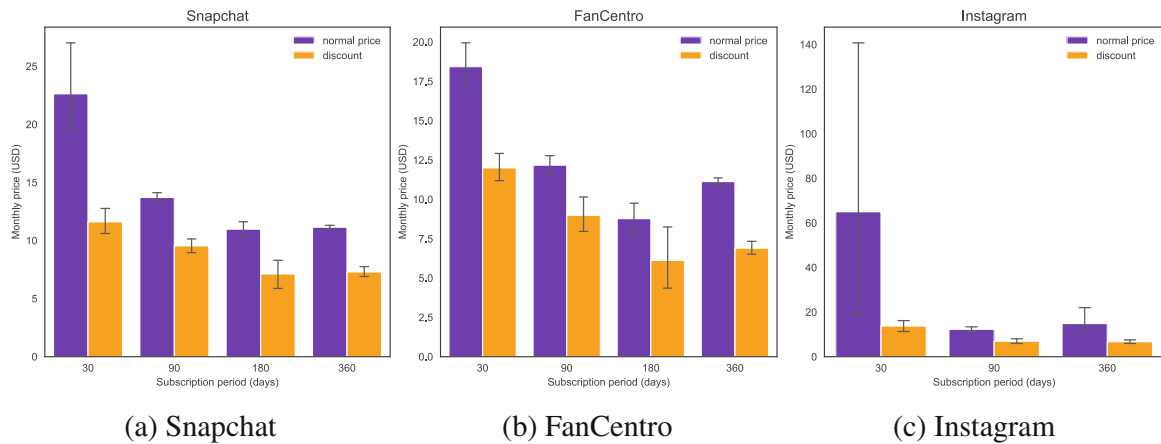 Snapchat
normal price
discount
Monthly price (USD)
25
20
15
10
5
0
30 90 180 360
Subscription period (days)
(a) Snapchat
FanCentro
normal price
discount
Monthly price (USD)
20.0
17.5
15.0
12.5
10.0
7.5
5.0
2.5
0.0
30 90 180 360
Subscription period (days)
(b) FanCentro
Instagram
normal price
discount
Monthly price (USD)
140
120
100
80
60
40
20
0
30 90 360
Subscription period (days)
(c) Instagram